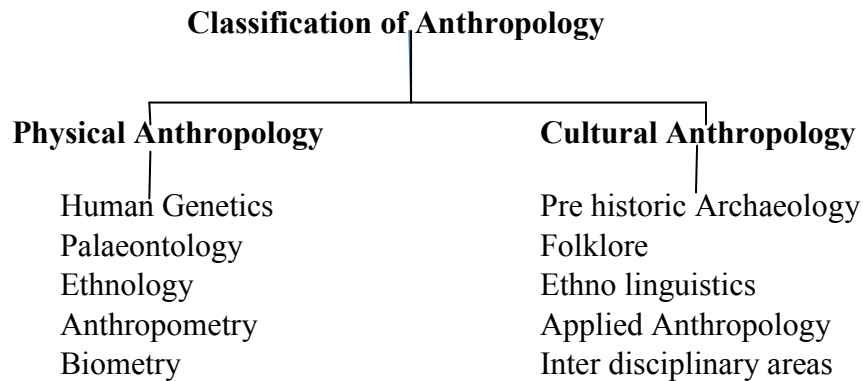 Classification of Anthropology
Physical Anthropology
Human Genetics
Palaeontology
Ethnology
Anthropometry
Biometry
Cultural Anthropology
Pre historic Archaeology
Folklore
Ethno linguistics
Applied Anthropology
Inter disciplinary areas